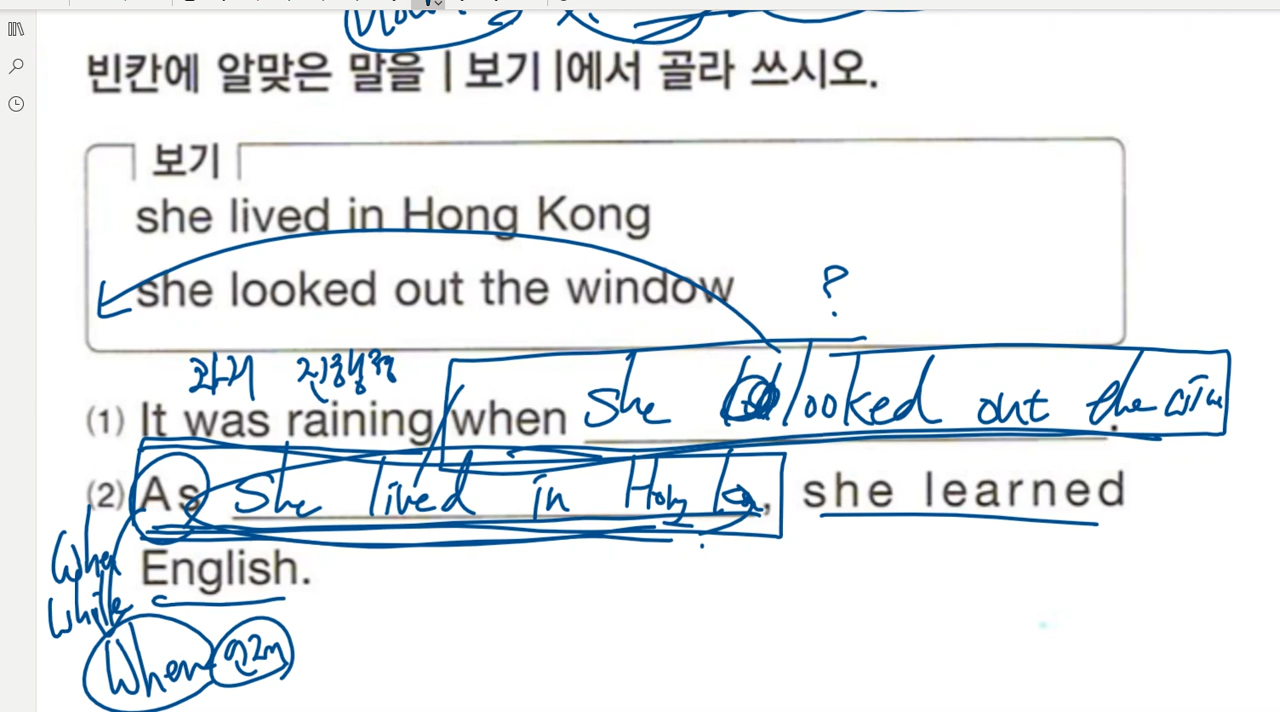 빈칸에 알맞은 말을 | 보기 |에서 골라 쓰시오.
보기
she lived in Hong Kong
she looked out the window
?
과거 진행형
(1) It was raining when she looked out the
(2) As she lived in Hong, she learned
English.
when
while
when